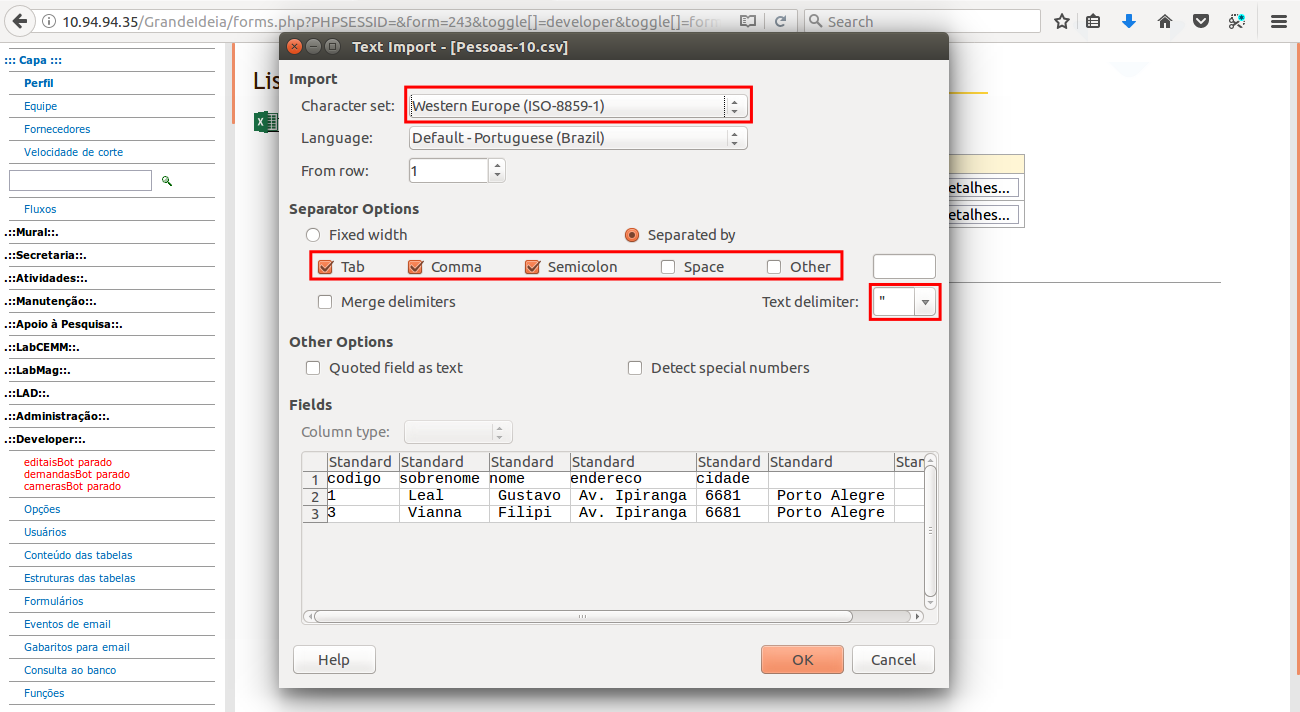 10.94.94.35/GrandeIdeia/forms.php?PHPSESSID=&form=243&toggle[]=developer&toggle[]=form
Search
Text Import - [Pessoas-10.csv]
::: Capa :::
Perfil
Equipe
Fornecedores
Velocidade de corte
Fluxos
.::Mural::.
.::Secretaria::.
.::Atividades::.
.::Manutenção::.
.::Apoio à Pesquisa::.
.::LabCEMM::.
.::LabMag::.
.::LAD::.
.::Administração::.
.::Developer::.
editaisBot parado
demandasBot parado
camerasBot parado
Opções
Usuários
Conteúdo das tabelas
Estruturas das tabelas
Formulários
Eventos de email
Gabaritos para email
Consulta ao banco
Funções
Lis
Import
Character set: Western Europe (ISO-8859-1)
Language: Default - Portuguese (Brazil)
From row: 1
Separator Options
Fixed width Separated by
Tab Comma Semicolon Space Other
Merge delimiters Text delimiter: "
Other Options
Quoted field as text Detect special numbers
Fields
Column type:
Standard Standard Standard Standard Standard Standard Stan
1 codigo sobrenome nome endereco cidade
2 1 Leal Gustavo Av. Ipiranga 6681 Porto Alegre
3 3 Vianna Filipi Av. Ipiranga 6681 Porto Alegre
Help OK Cancel
etalhes...
etalhes...